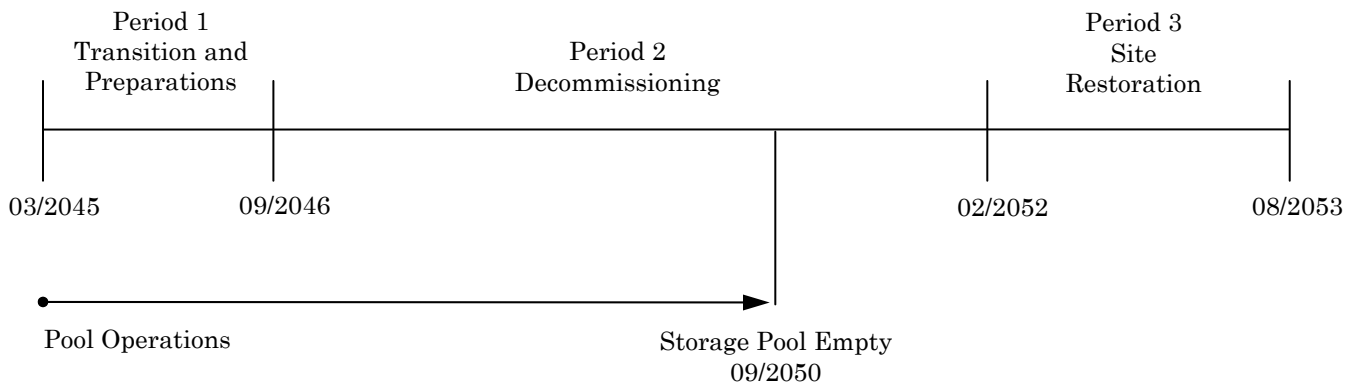 Period 1
Transition and
Preparations
Period 2
Decommissioning
Period 3
Site
Restoration
03/2045
09/2046
02/2052
08/2053
Pool Operations
Storage Pool Empty
09/2050